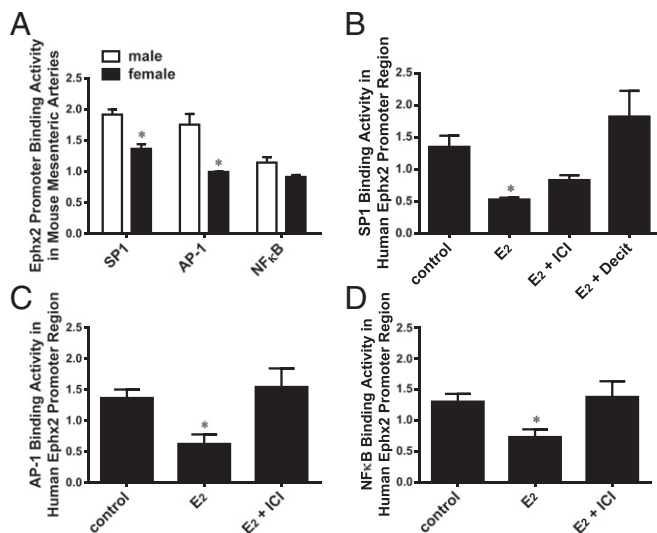 A
male
female
Ephx2 Promoter Binding Activity
in Mouse Mesenteric Arteries
2.5
2.0
1.5
1.0
0.5
0.0
*
*
SP1
AP-1
NFκB
B
SP1 Binding Activity in
Human Ephx2 Promoter Region
2.5
2.0
1.5
1.0
0.5
0.0
*
control
E2
E2 + ICI
E2 + Decit
C
AP-1 Binding Activity in
Human Ephx2 Promoter Region
2.5
2.0
1.5
1.0
0.5
0.0
*
control
E2
E2 + ICI
D
NFκB Binding Activity in
Human Ephx2 Promoter Region
2.5
2.0
1.5
1.0
0.5
0.0
*
control
E2
E2 + ICI